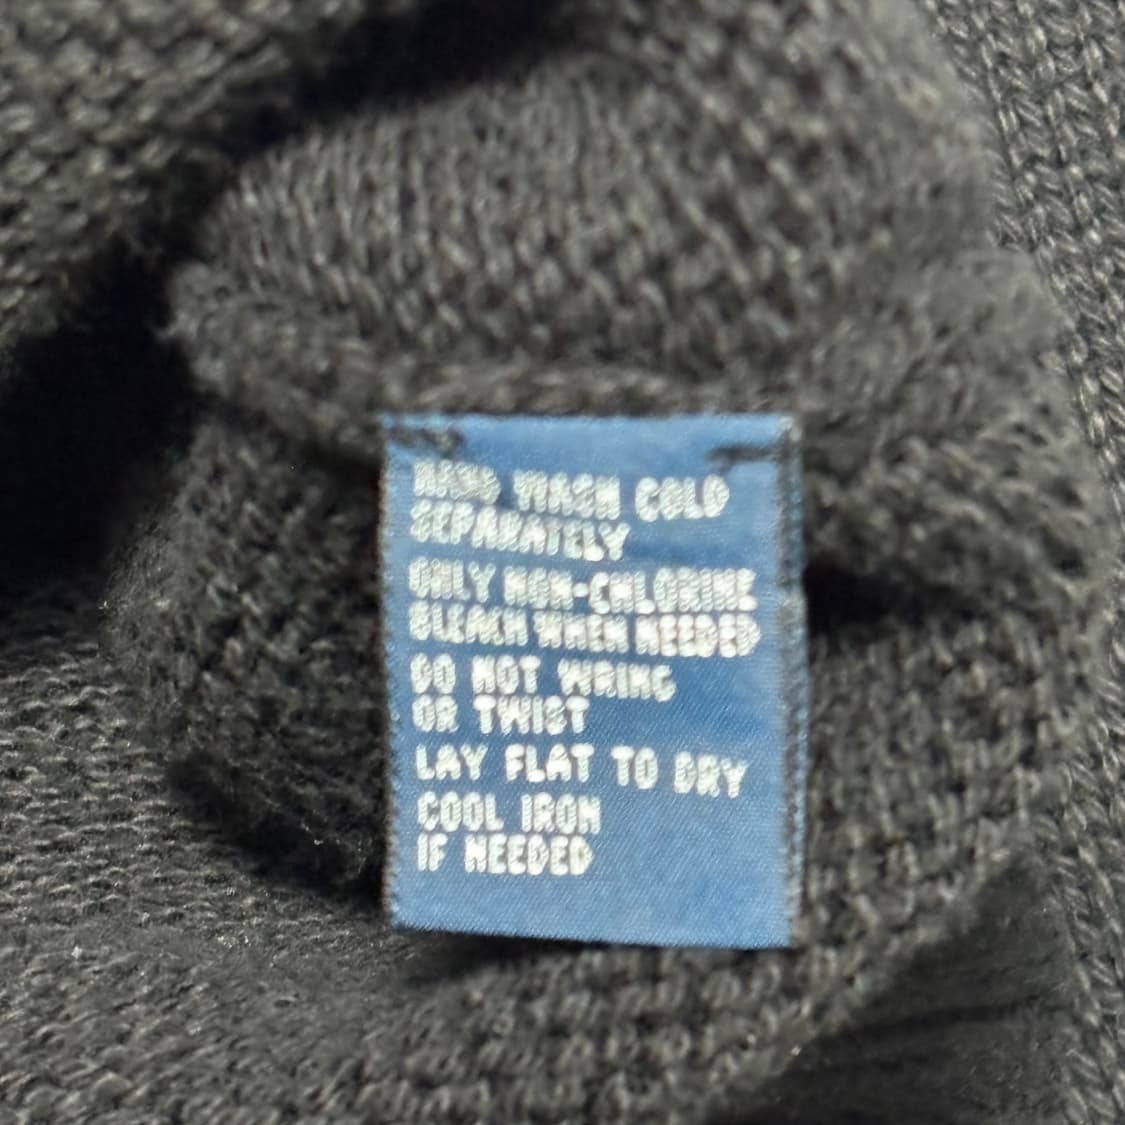 HAND WASH COLD
SEPARATELY
ONLY NON-CHLORINE
BLEACH WHEN NEEDED
DO NOT WRING
OR TWIST
LAY FLAT TO DRY
COOL IRON
IF NEEDED